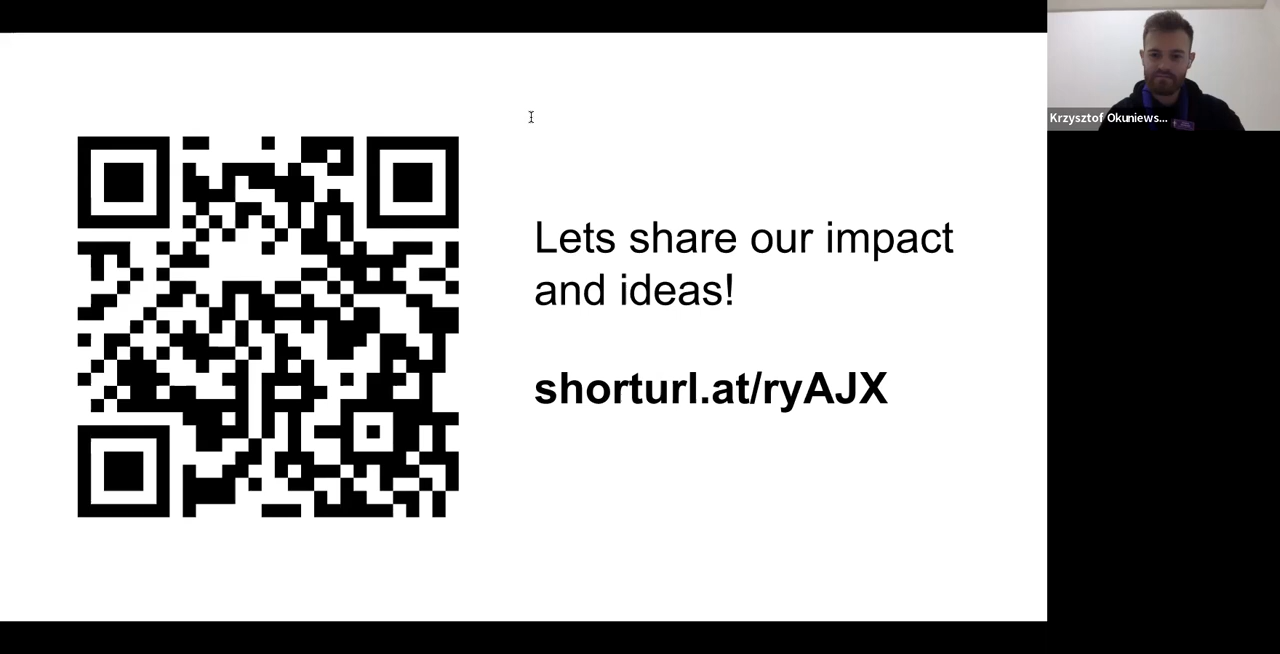 Krzysztof Okuniews...
Lets share our impact
and ideas!
shorturl.at/ryAJX